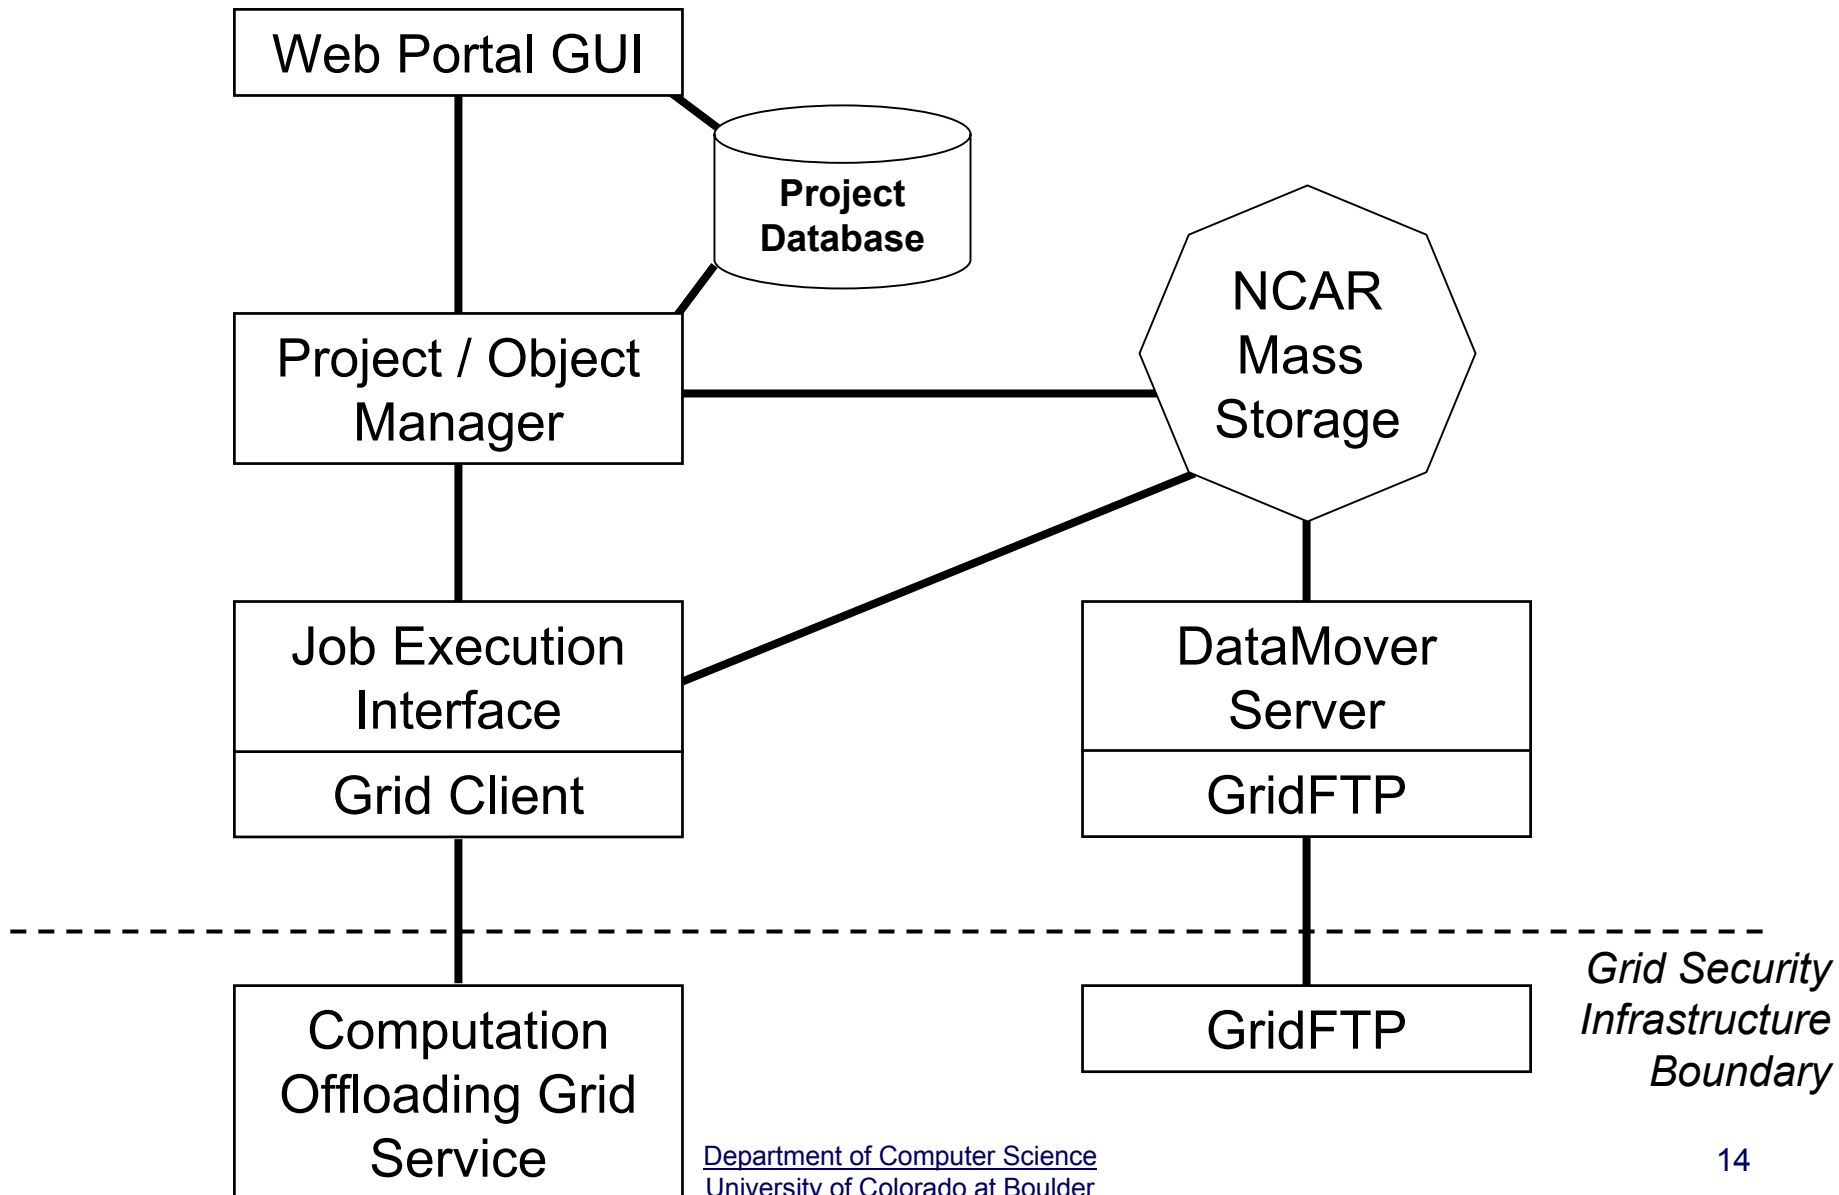 Web Portal GUI
Project
Database
NCAR
Mass
Storage
Project / Object
Manager
Job Execution
Interface
Grid Client
DataMover
Server
GridFTP
Grid Security
Infrastructure
Boundary
Computation
Offloading Grid
Service
GridFTP
Department of Computer Science
University of Colorado at Boulder
14